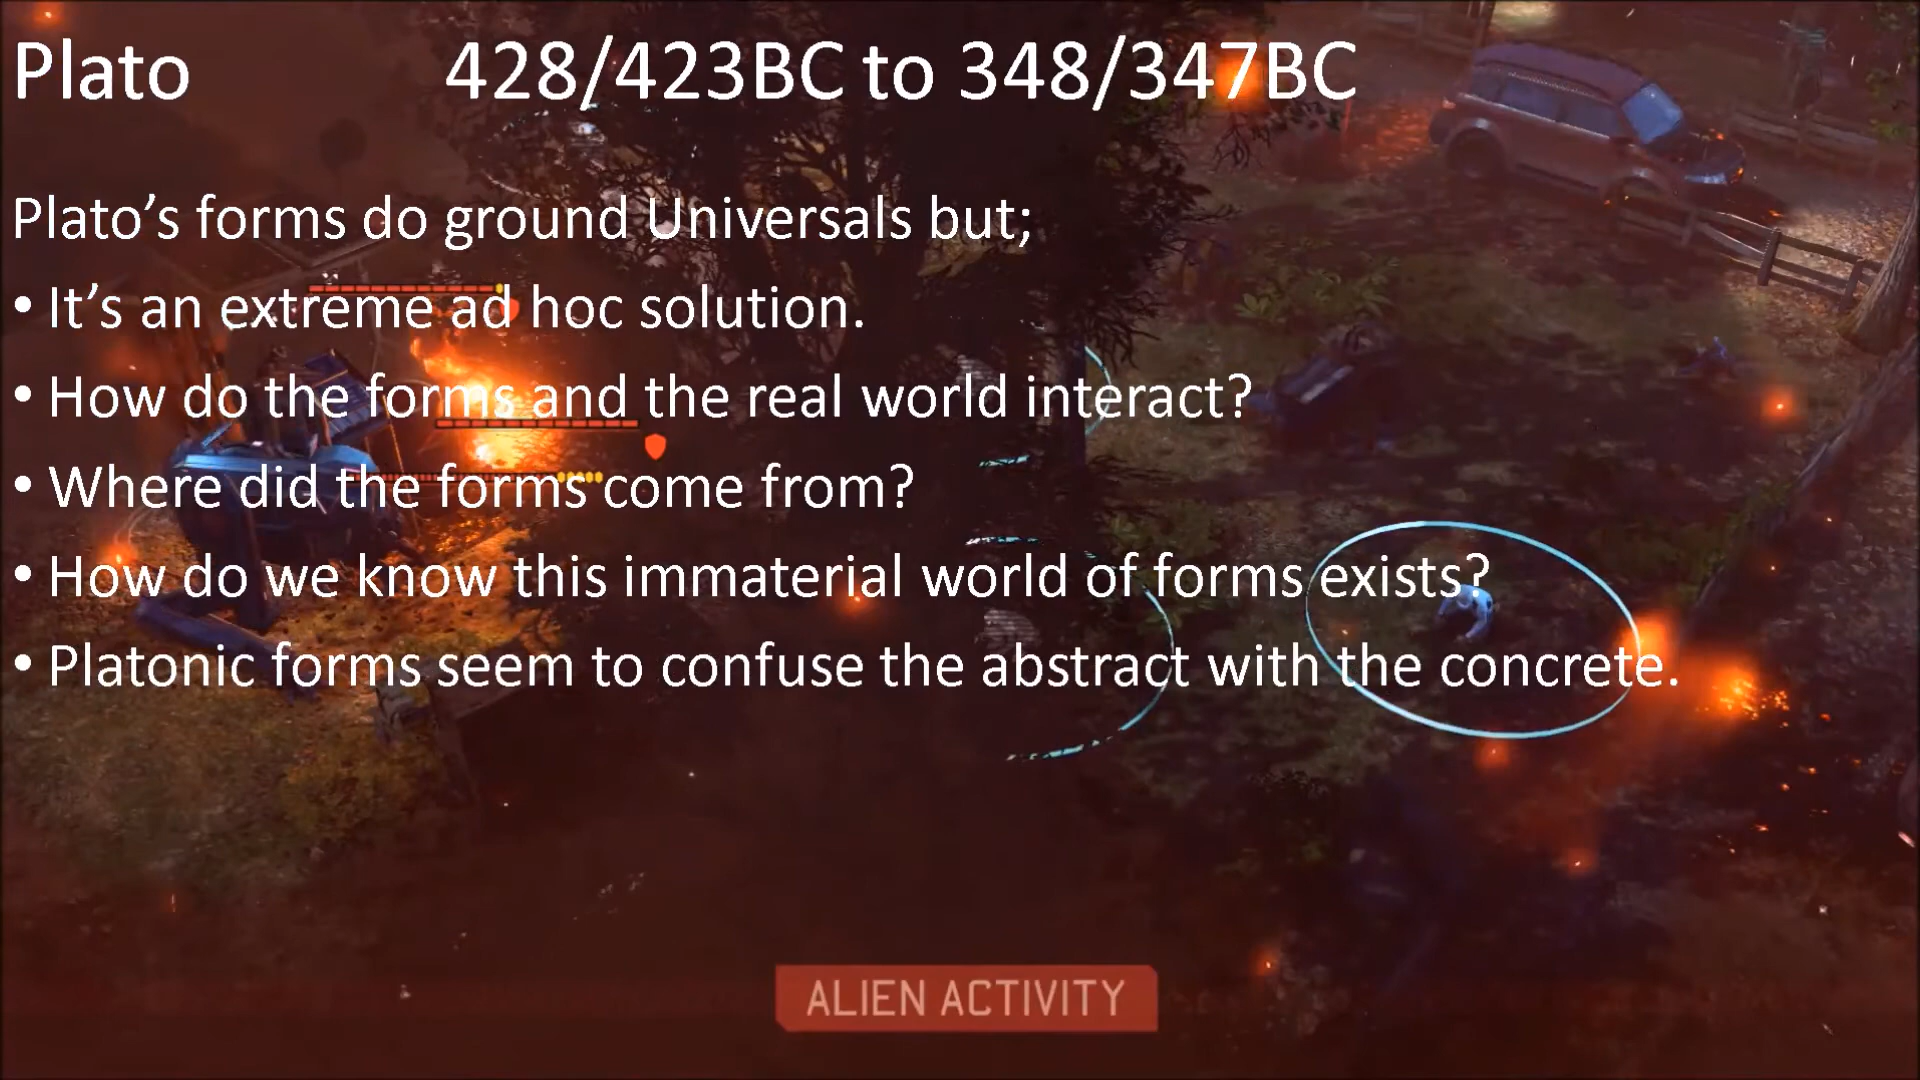 Plato 428/423BC to 348/347BC
Plato’s forms do ground Universals but;
• It’s an extreme ad hoc solution.
• How do the forms and the real world interact?
• Where did the forms come from?
• How do we know this immaterial world of forms exists?
• Platonic forms seem to confuse the abstract with the concrete.
ALIEN ACTIVITY